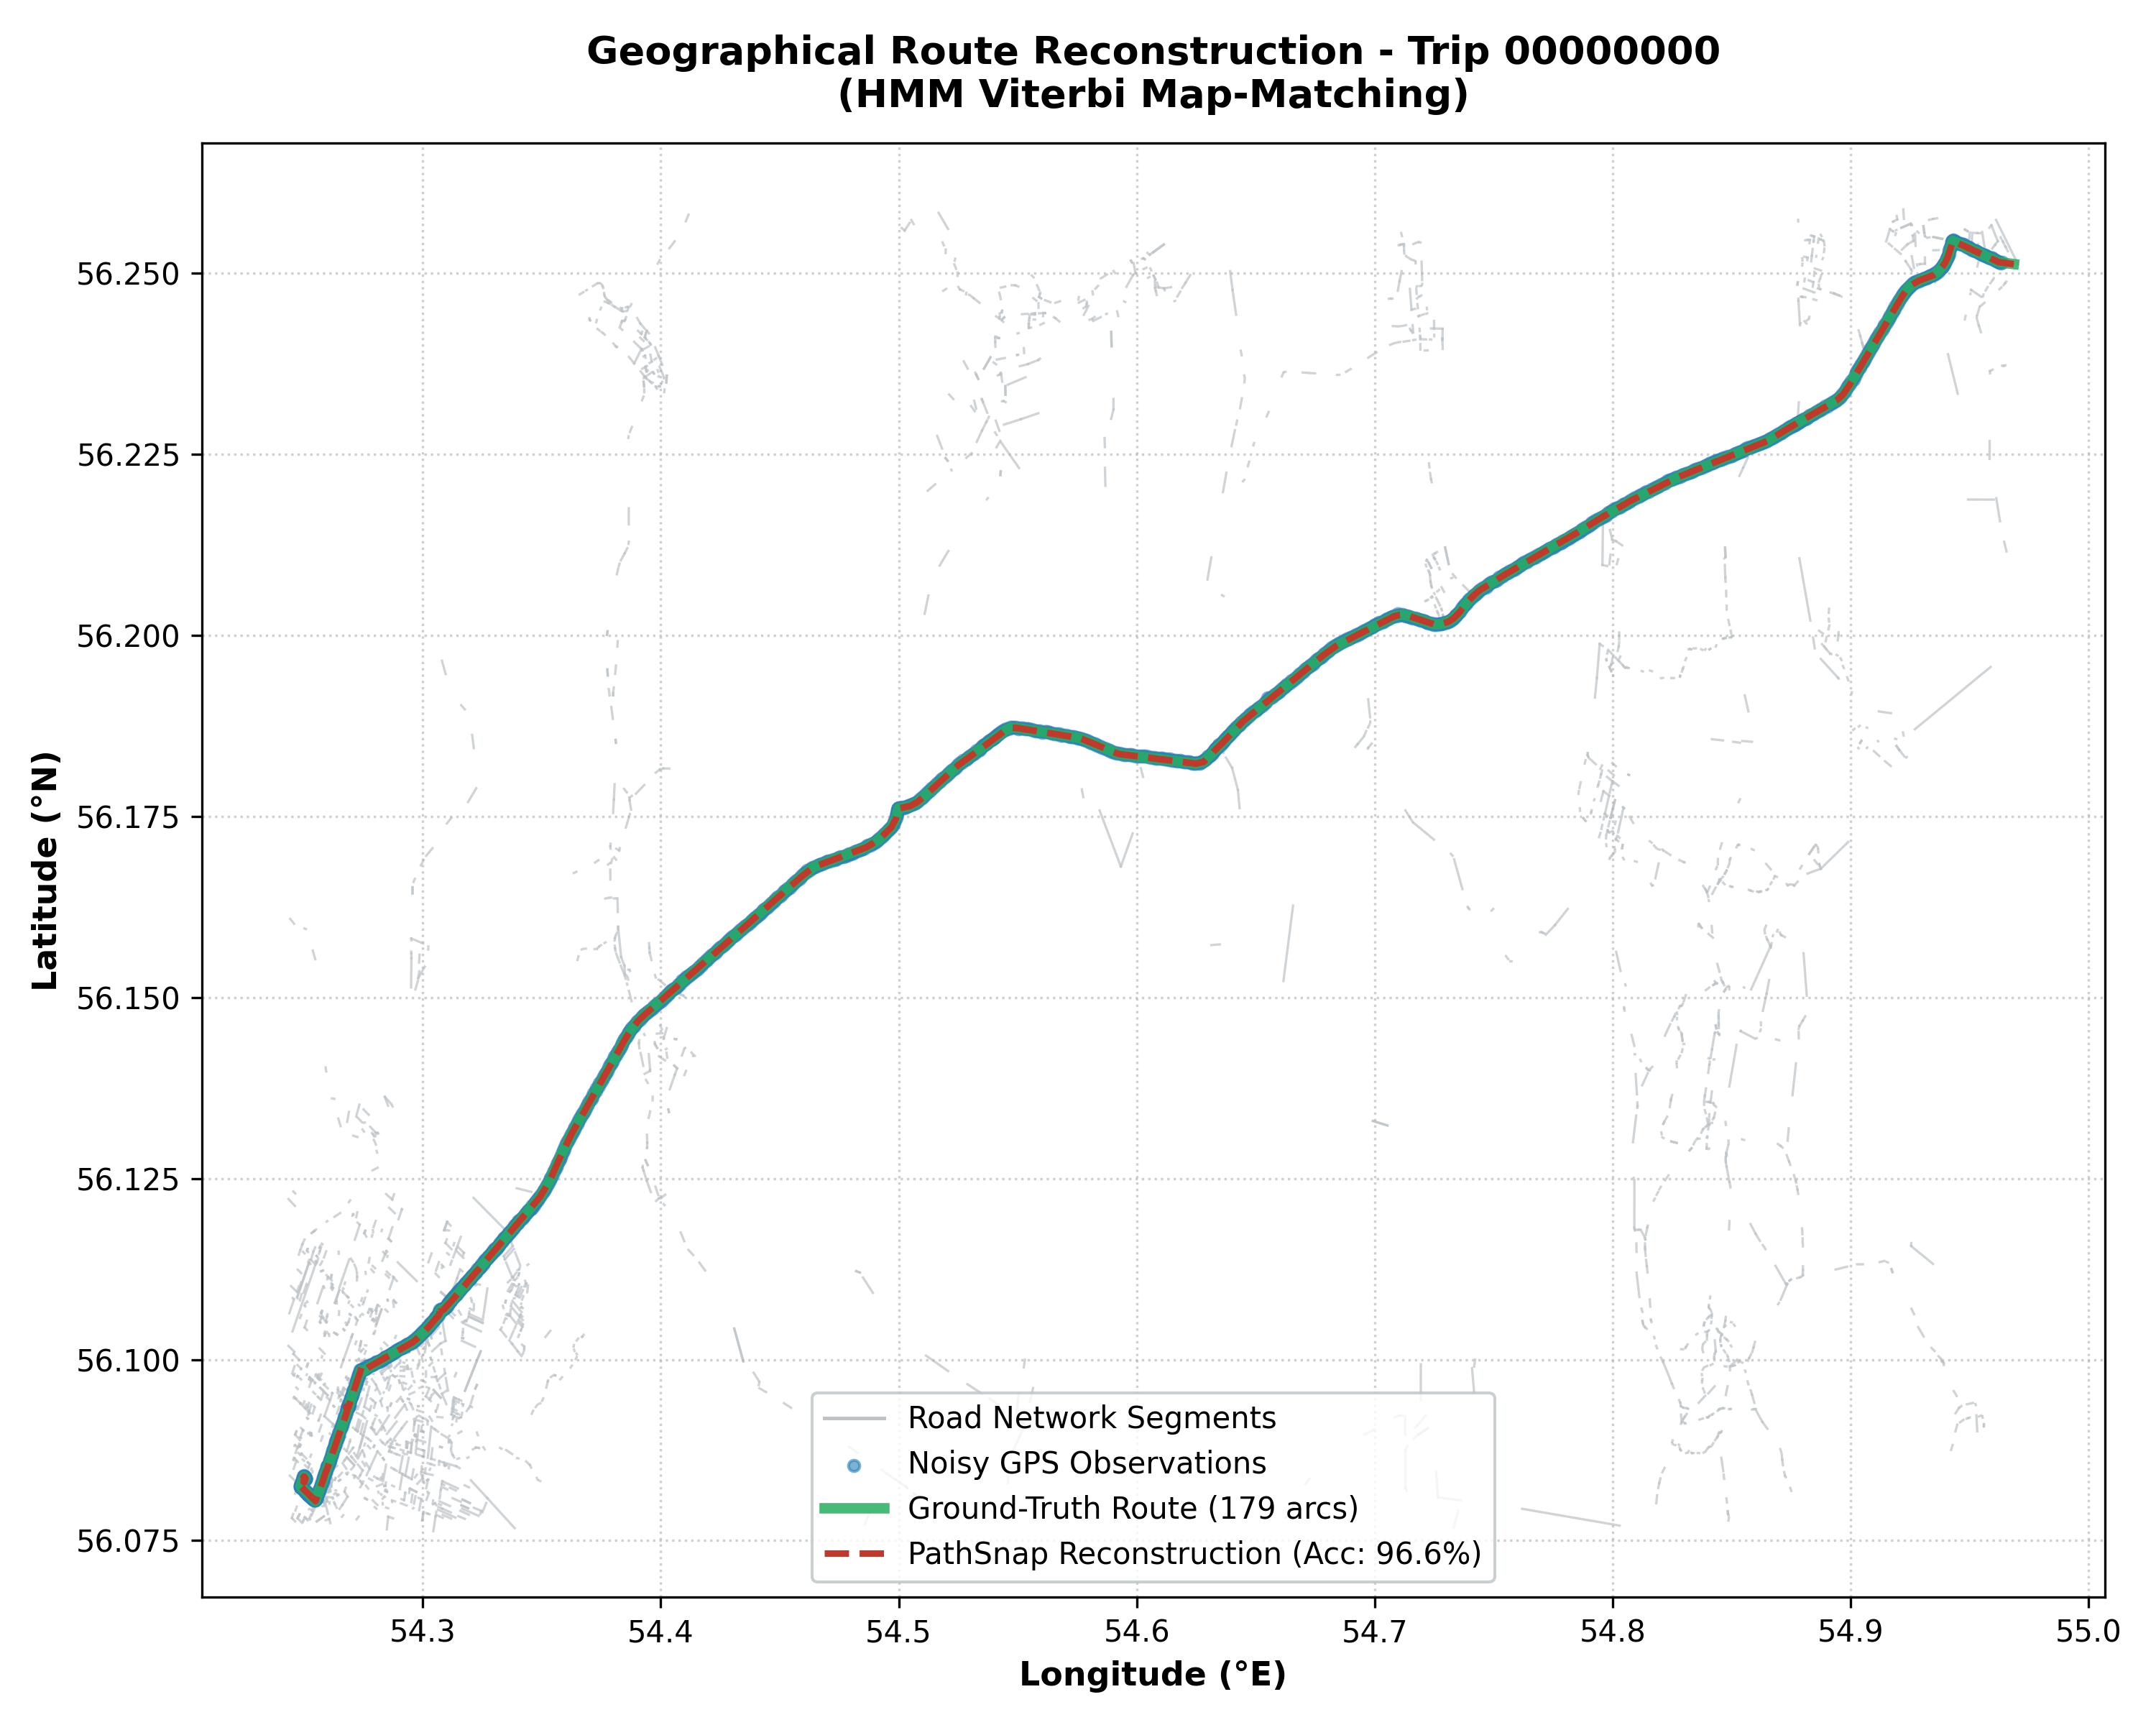 Geographical Route Reconstruction - Trip 00000000
(HMM Viterbi Map-Matching)
Latitude (°N)
56.250
56.225
56.200
56.175
56.150
56.125
56.100
56.075
Road Network Segments
Noisy GPS Observations
Ground-Truth Route (179 arcs)
PathSnap Reconstruction (Acc: 96.6%)
54.3 54.4 54.5 54.6 54.7 54.8 54.9 55.0
Longitude (°E)